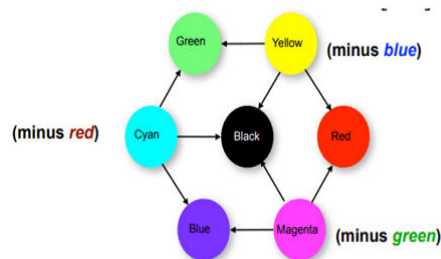 Green
Yellow
(minus blue)
(minus red)
Cyan
Black
Red
Blue
Magenta
(minus green)